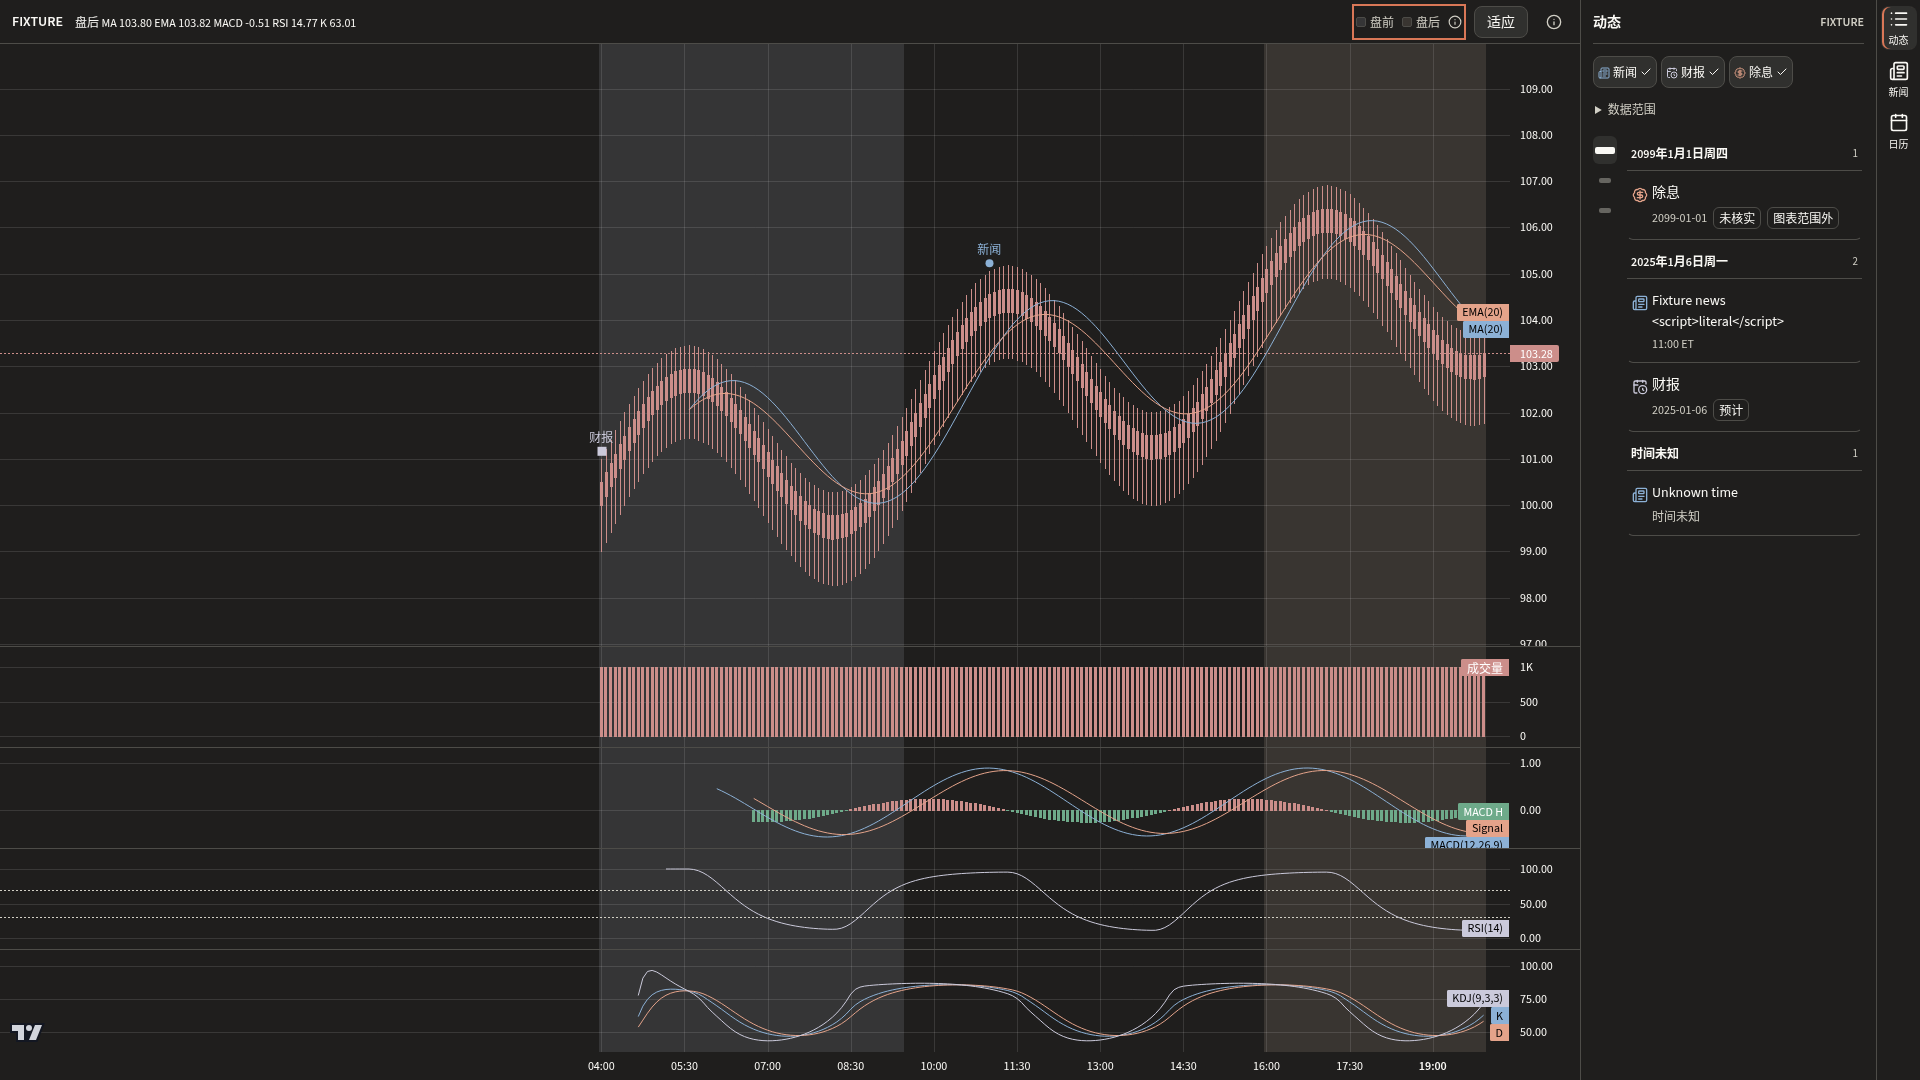 FIXTURE 盘后 MA 103.80 EMA 103.82 MACD -0.51 RSI 14.77 K 63.01
盘前 盘后 适应
动态 FIXTURE
新闻 财报 除息
数据范围
2099年1月1日周四 1
除息
2099-01-01 未核实 图表范围外
2025年1月6日周一 2
Fixture news
<script>literal</script>
11:00 ET
财报
2025-01-06 预计
时间未知 1
Unknown time
时间未知
动态
新闻
日历
新闻
财报
109.00
108.00
107.00
106.00
105.00
104.00
103.28
103.00
102.00
101.00
100.00
99.00
98.00
97.00
EMA(20)
MA(20)
成交量
1K
500
0
1.00
0.00
MACD H
Signal
MACD(12,26,9)
100.00
50.00
0.00
RSI(14)
100.00
75.00
50.00
KDJ(9,3,3)
K
D
04:00 05:30 07:00 08:30 10:00 11:30 13:00 14:30 16:00 17:30 19:00